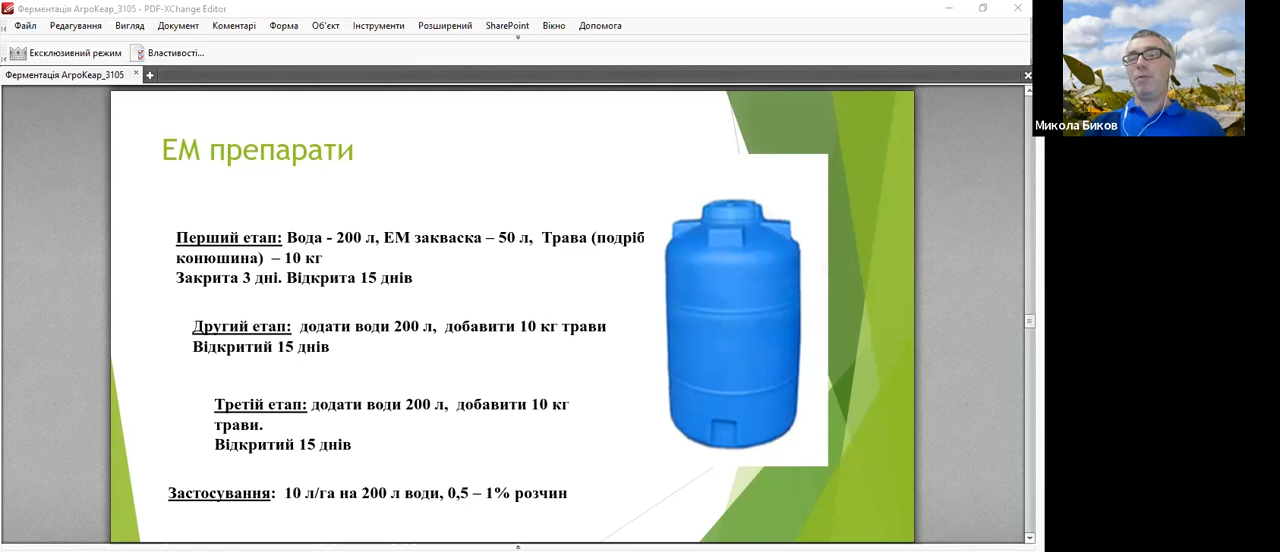 Ферментація АгроКеар_3105 - PDF-XChange Editor
Файл Редагування Вигляд Документ Коментарі Форма Об'єкт Інструменти Розширений SharePoint Вікно Допомога
Ексклюзивний режим Властивості...
Ферментація АгроКеар_3105
Микола Биков
ЕМ препарати
Перший етап: Вода - 200 л, ЕМ закваска – 50 л, Трава (подріб
конюшина) – 10 кг
Закрита 3 дні. Відкрита 15 днів
Другий етап: додати води 200 л, добавити 10 кг трави
Відкритий 15 днів
Третій етап: додати води 200 л, добавити 10 кг
трави.
Відкритий 15 днів
Застосування: 10 л/га на 200 л води, 0,5 – 1% розчин